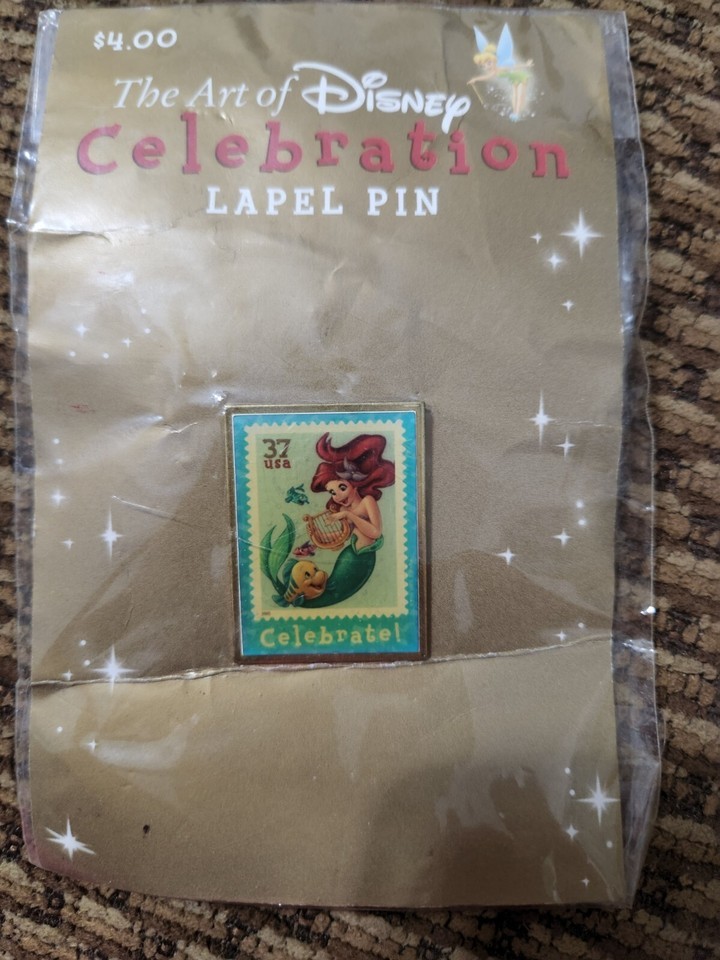 $4.00
The Art of Disney
Celebration
LAPEL PIN
37
usa
Celebrate!